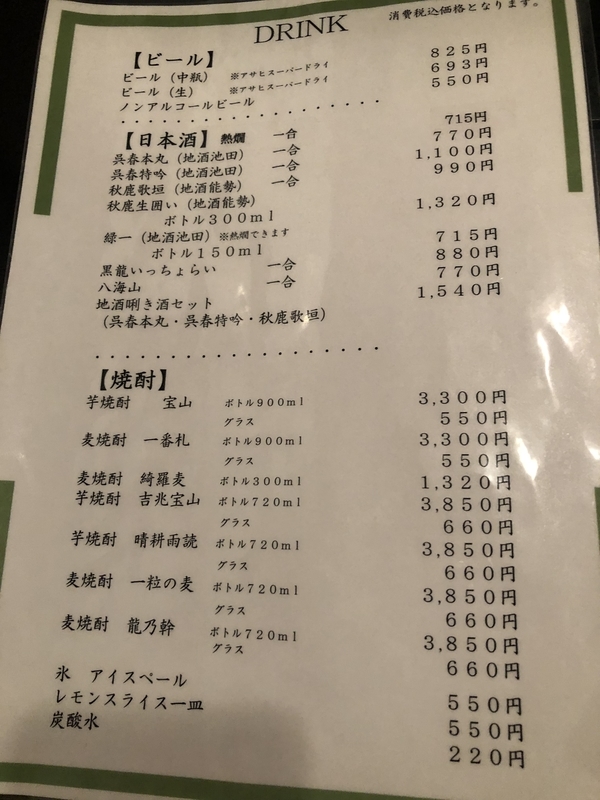 消費税込価格となります。
DRINK
【ビール】
ビール（中瓶） ※アサヒスーパードライ 825円
ビール（生） ※アサヒスーパードライ 693円
ノンアルコールビール 550円
【日本酒】熱燗 一合 715円
呉春本丸（地酒池田） 一合 770円
呉春特吟（地酒池田） 一合 1,100円
秋鹿歌垣（地酒能勢） 一合 990円
秋鹿生囲い（地酒能勢）
ボトル300ml 1,320円
緑一（地酒池田）※熱燗できます
ボトル150ml 715円
黒龍いっちょらい 一合 880円
八海山 一合 770円
地酒唎き酒セット 1,540円
（呉春本丸・呉春特吟・秋鹿歌垣）
【焼酎】
芋焼酎 宝山 ボトル900ml 3,300円
グラス 550円
麦焼酎 一番札 ボトル900ml 3,300円
グラス 550円
麦焼酎 綺羅麦 ボトル300ml 1,320円
芋焼酎 吉兆宝山 ボトル720ml 3,850円
グラス 660円
芋焼酎 晴耕雨読 ボトル720ml 3,850円
グラス 660円
麦焼酎 一粒の麦 ボトル720ml 3,850円
グラス 660円
麦焼酎 龍乃幹 ボトル720ml 3,850円
グラス 660円
氷 アイスペール 550円
レモンスライス一皿 550円
炭酸水 220円